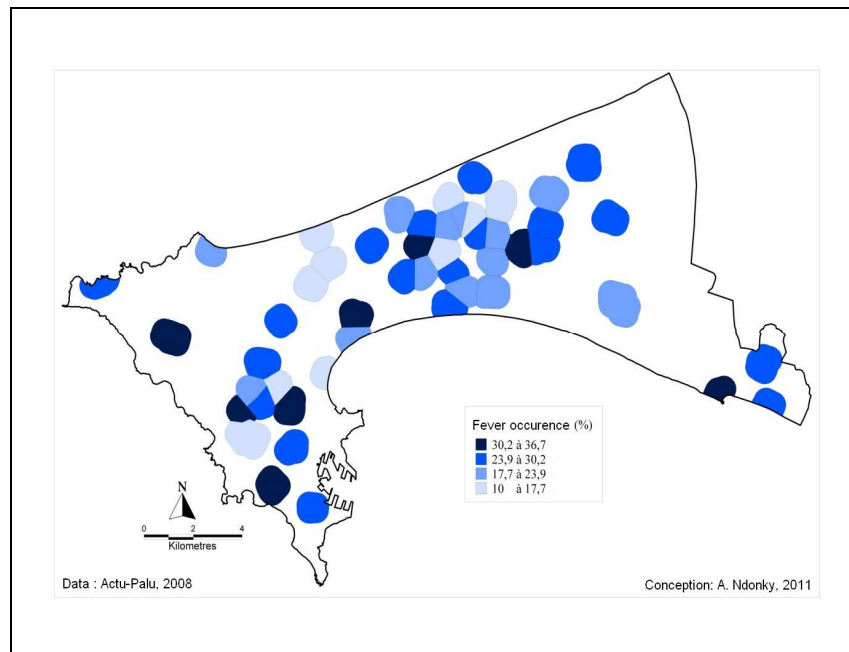 Fever occurence (%)
30,2 à 36,7
23,9 à 30,2
17,7 à 23,9
10 à 17,7
N
0 2 4
Kilometres
Data : Actu-Palu, 2008
Conception: A. Ndonky, 2011